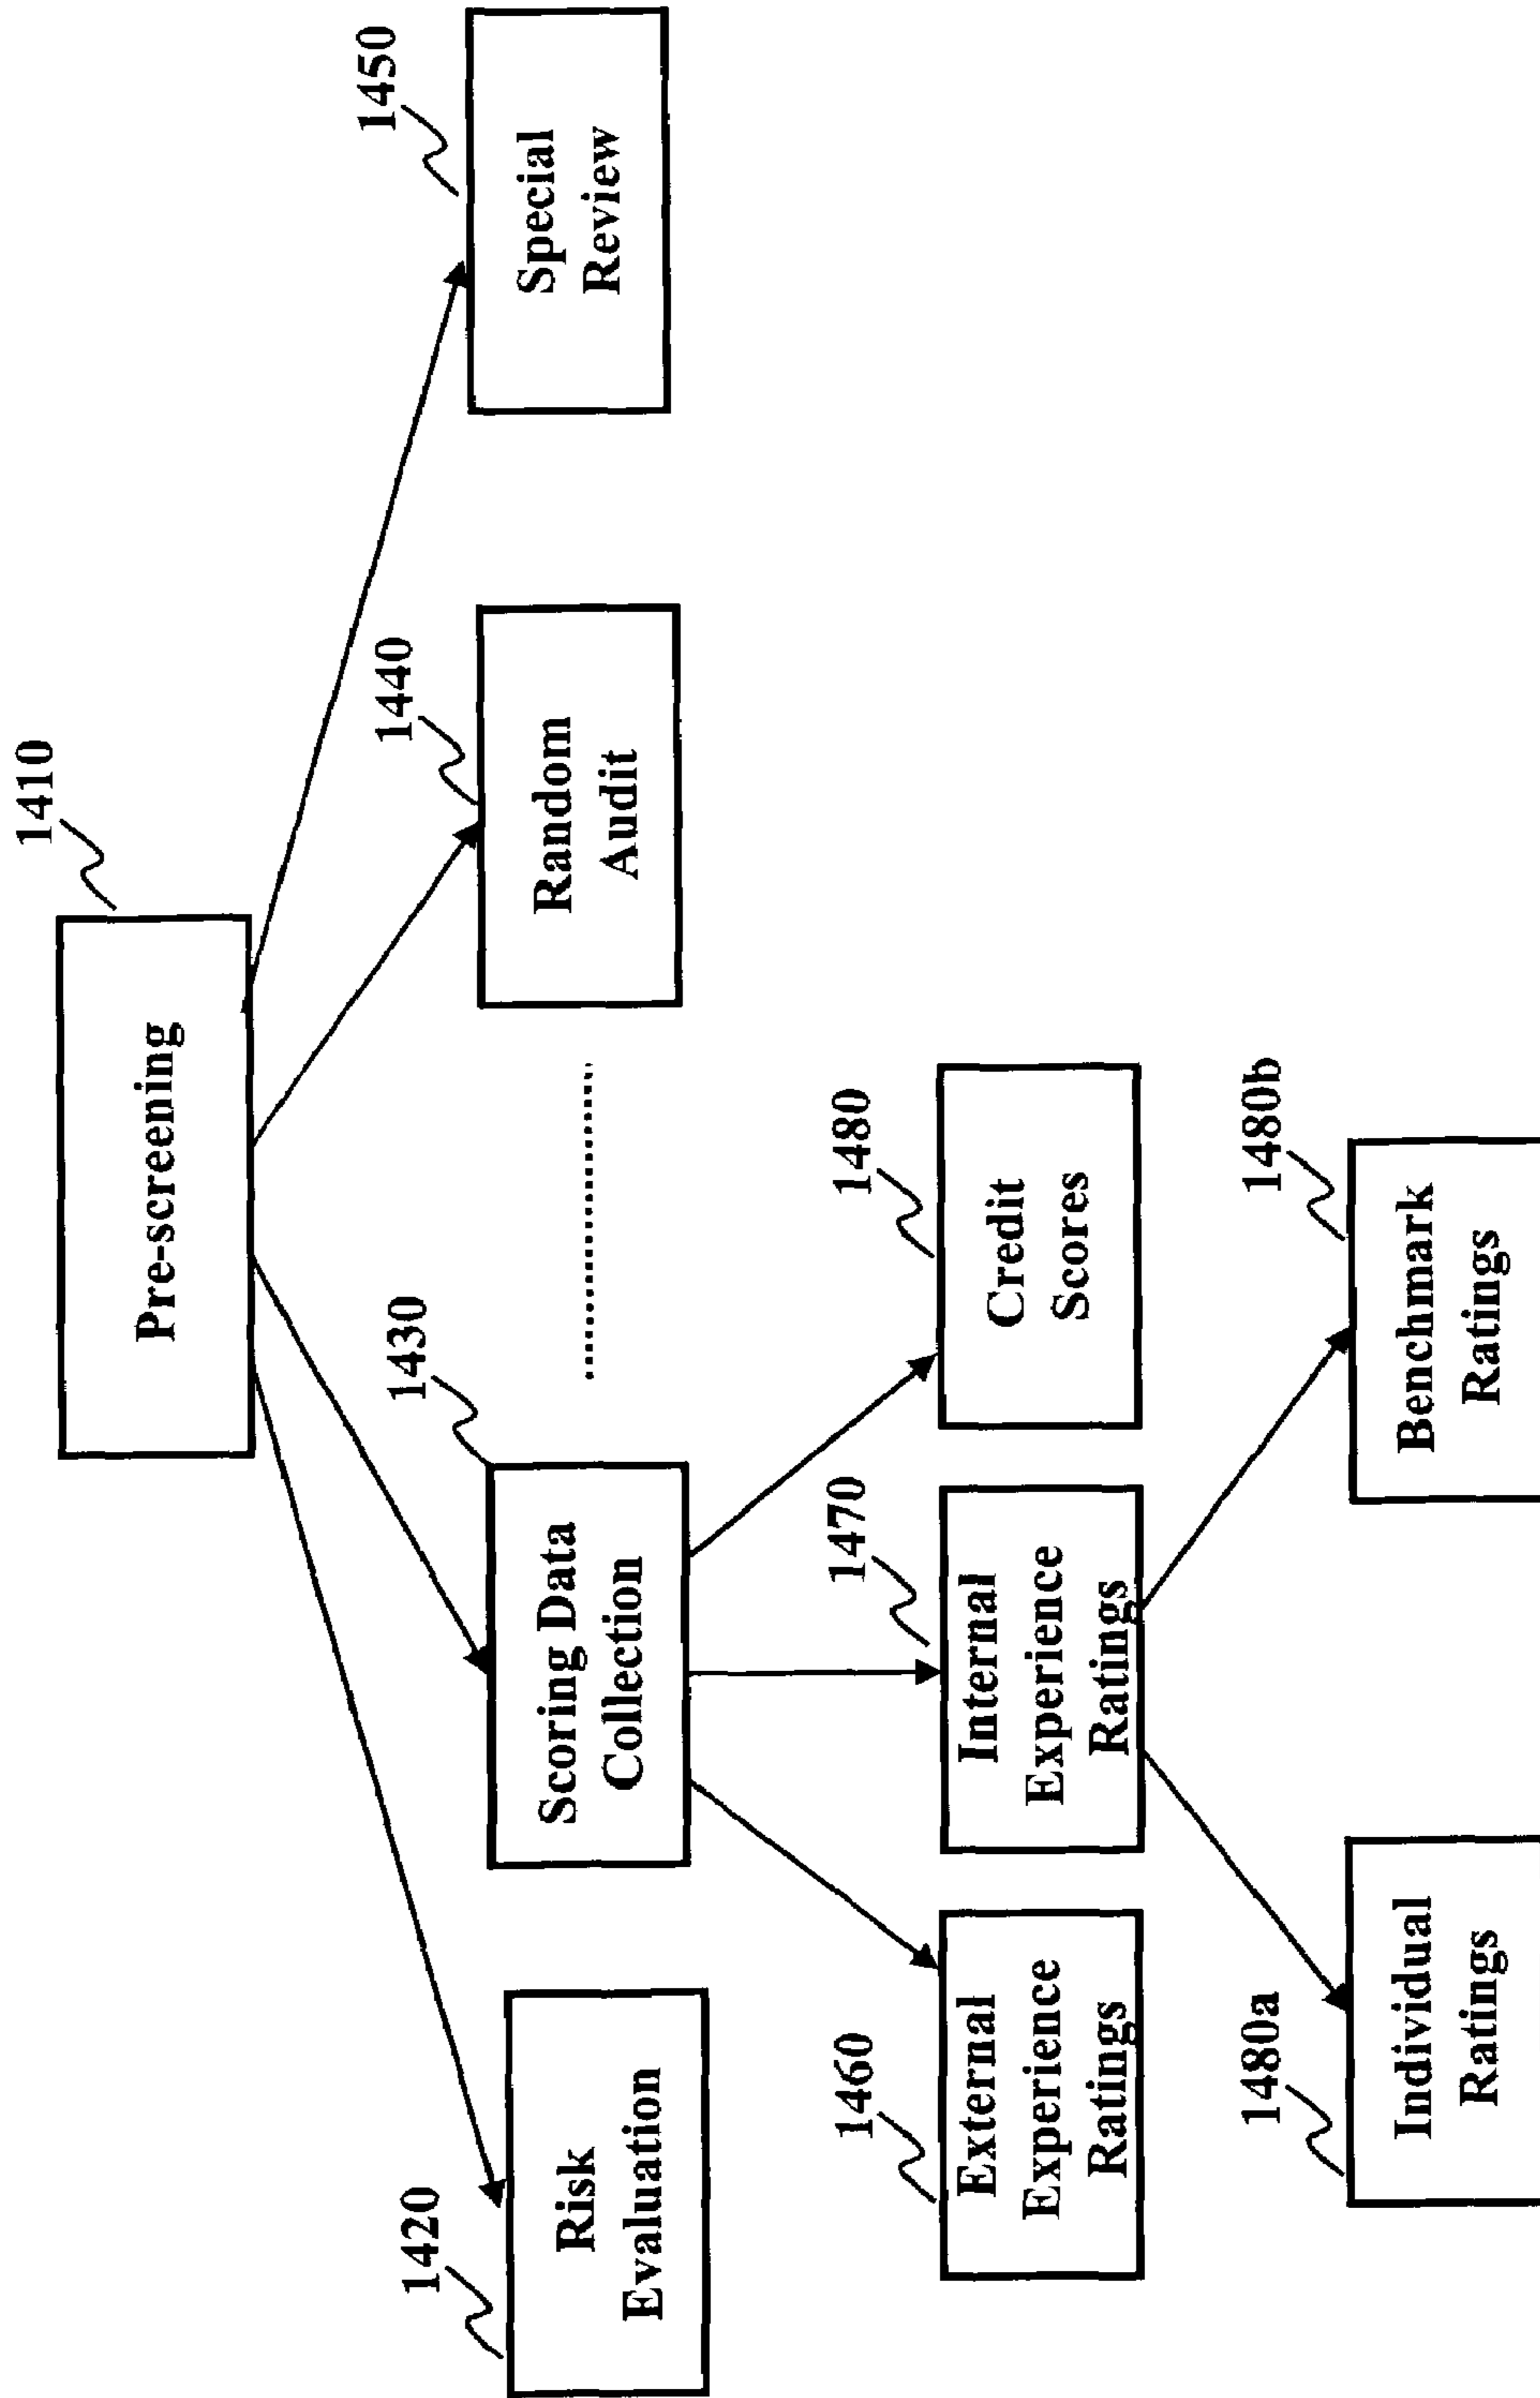 1410
Pre-screening
1420
Risk
Evaluation
1430
Scoring Data
Collection
1440
Random
Audit
1450
Special
Review
1460
External
Experience
Ratings
1470
Internal
Experience
Ratings
1480
Credit
Scores
1480a
Individual
Ratings
1480b
Benchmark
Ratings